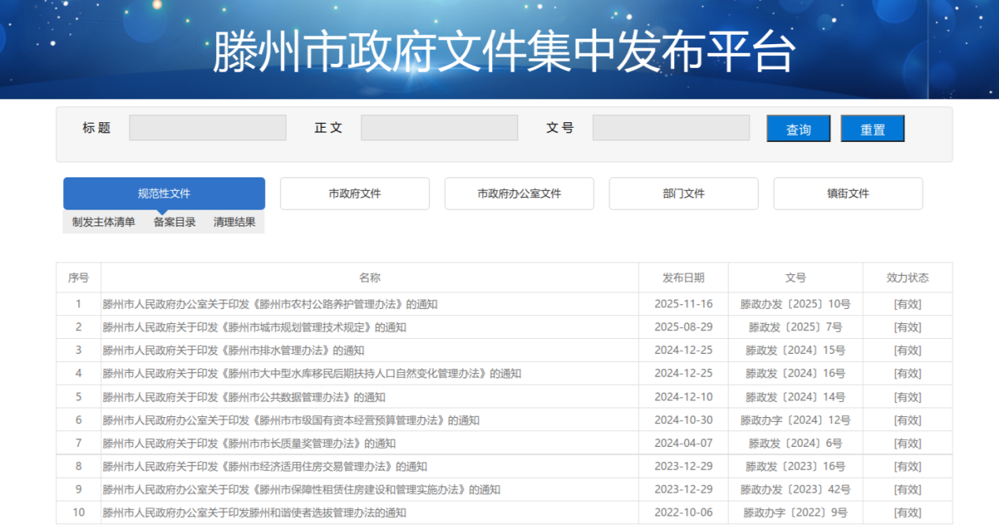 滕州市政府文件集中发布平台
标 题 正 文 文 号 查询 重置
规范性文件 市政府文件 市政府办公室文件 部门文件 镇街文件
制发主体清单 备案目录 清理结果
序号 名称 发布日期 文号 效力状态
1 滕州市人民政府办公室关于印发《滕州市农村公路养护管理办法》的通知 2025-11-16 滕政办发〔2025〕10号 [有效]
2 滕州市人民政府关于印发《滕州市城市规划管理技术规定》的通知 2025-08-29 滕政发〔2025〕7号 [有效]
3 滕州市人民政府关于印发《滕州市排水管理办法》的通知 2024-12-25 滕政发〔2024〕15号 [有效]
4 滕州市人民政府关于印发《滕州市大中型水库移民后期扶持人口自然变化管理办法》的通知 2024-12-25 滕政发〔2024〕16号 [有效]
5 滕州市人民政府关于印发《滕州市公共数据管理办法》的通知 2024-12-10 滕政发〔2024〕14号 [有效]
6 滕州市人民政府办公室关于印发《滕州市市级国有资本经营预算管理办法》的通知 2024-10-30 滕政办字〔2024〕12号 [有效]
7 滕州市人民政府关于印发《滕州市市长质量奖管理办法》的通知 2024-04-07 滕政发〔2024〕6号 [有效]
8 滕州市人民政府关于印发《滕州市经济适用住房交易管理办法》的通知 2023-12-29 滕政发〔2023〕16号 [有效]
9 滕州市人民政府办公室关于印发《滕州市保障性租赁住房建设和管理实施办法》的通知 2023-12-29 滕政办发〔2023〕42号 [有效]
10 滕州市人民政府办公室关于印发滕州和谐使者选拔管理办法的通知 2022-10-06 滕政办字〔2022〕9号 [有效]